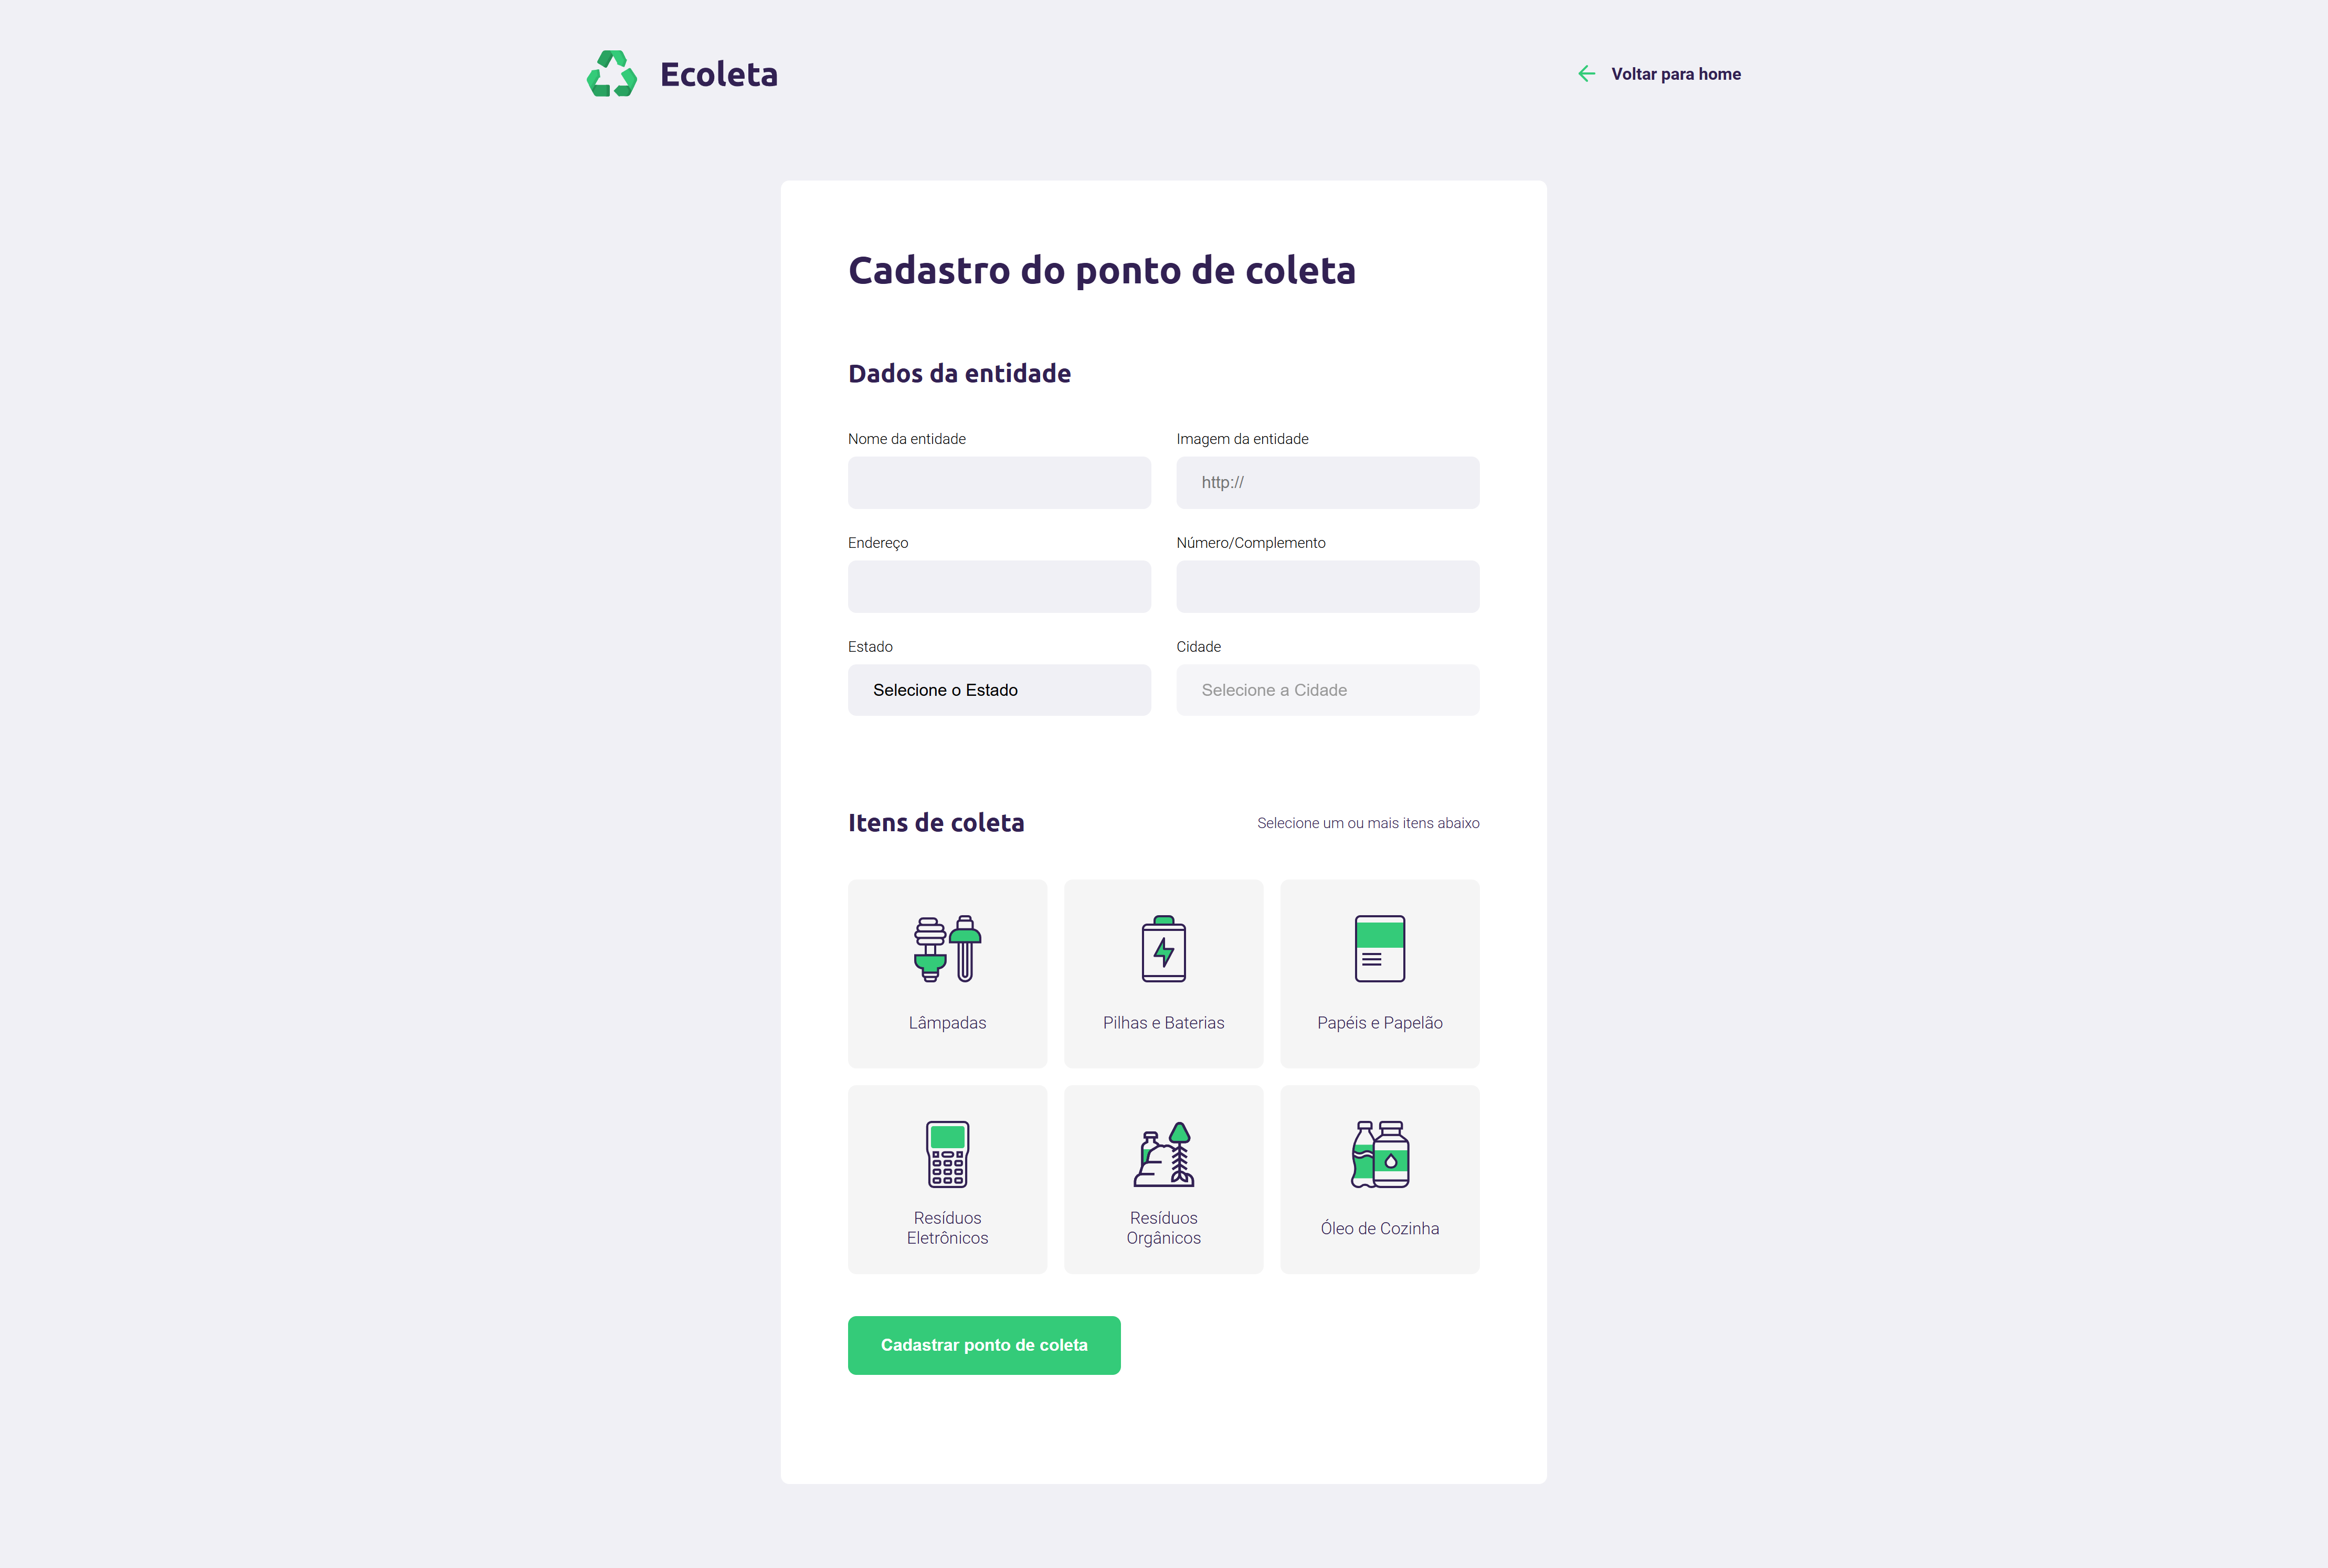 Ecoleta
Voltar para home
Cadastro do ponto de coleta
Dados da entidade
Nome da entidade
Imagem da entidade
http://
Endereço
Número/Complemento
Estado
Cidade
Selecione o Estado
Selecione a Cidade
Itens de coleta
Selecione um ou mais itens abaixo
Lâmpadas
Pilhas e Baterias
Papéis e Papelão
Resíduos
Eletrônicos
Resíduos
Orgânicos
Óleo de Cozinha
Cadastrar ponto de coleta